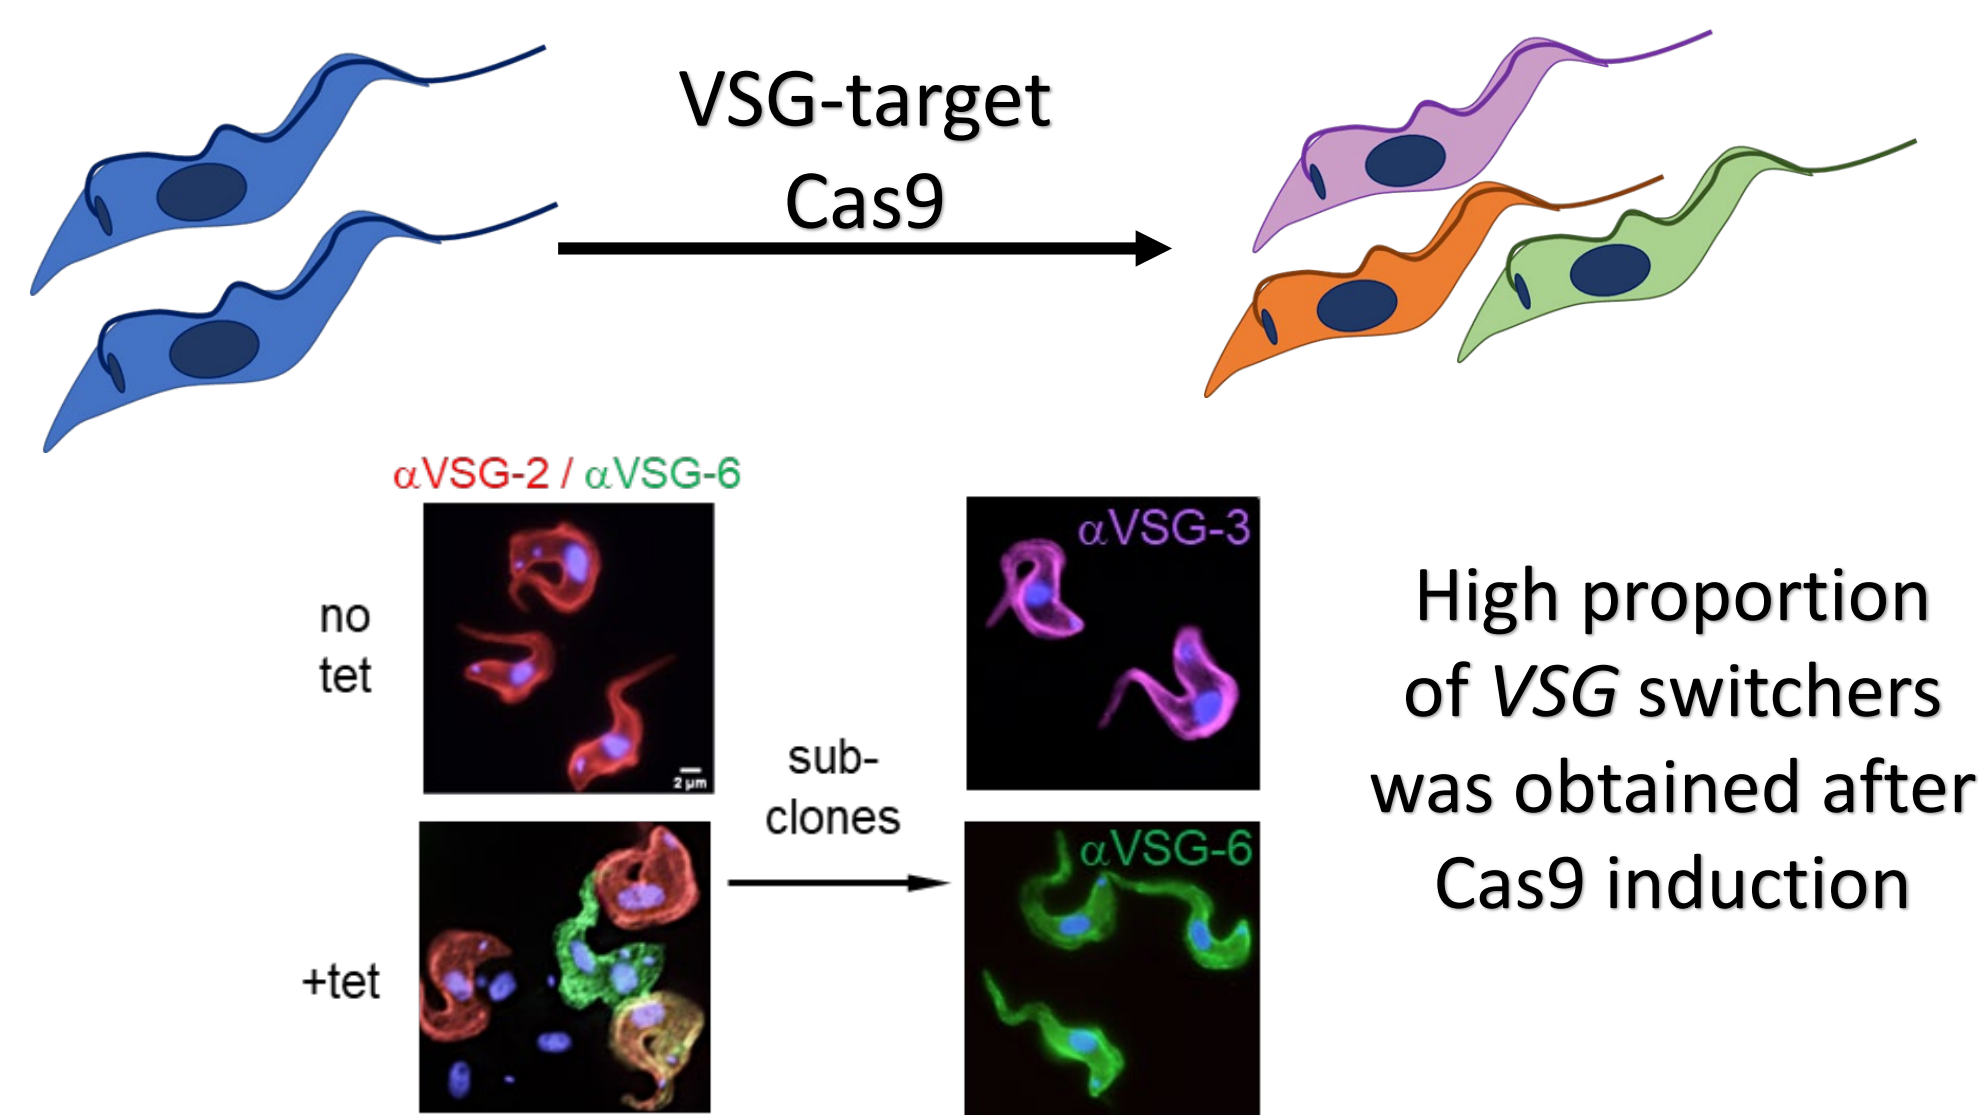 VSG-target
Cas9
αVSG-2 / αVSG-6
no
tet
2 µm
αVSG-3
sub-
clones
αVSG-6
+tet
High proportion
of VSG switchers
was obtained after
Cas9 induction